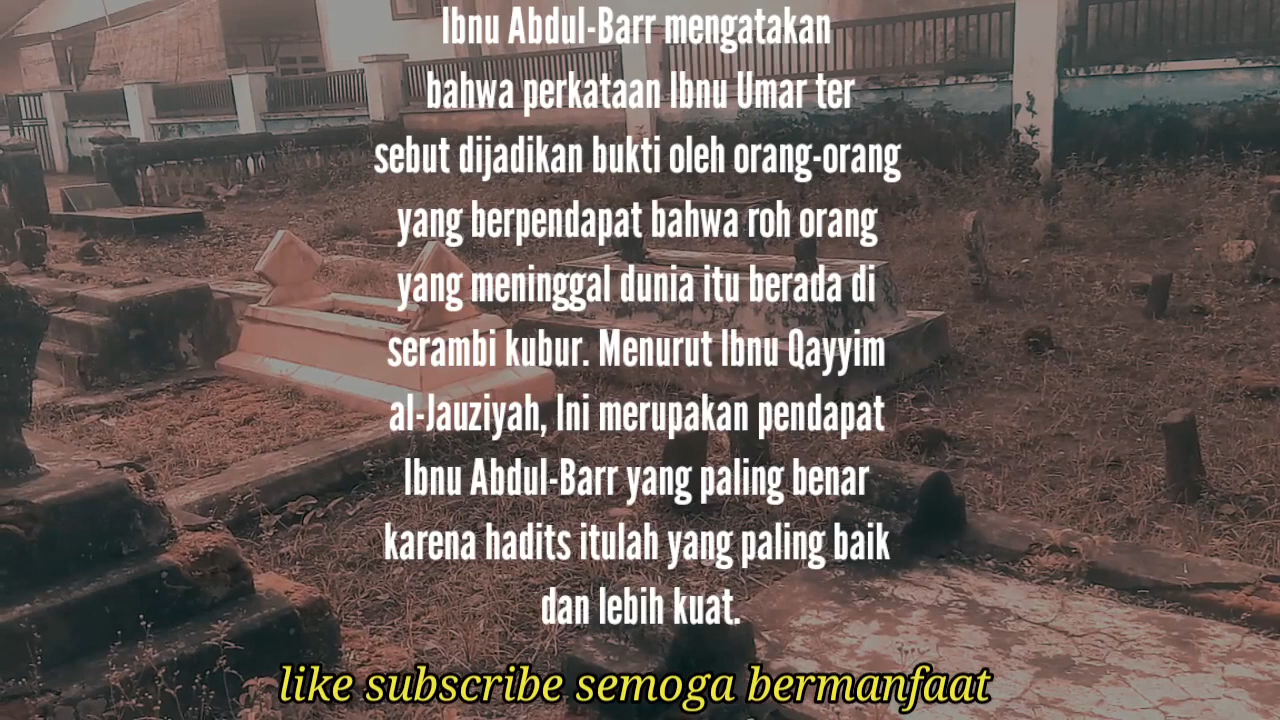 Ibnu Abdul-Barr mengatakan
bahwa perkataan Ibnu Umar ter
sebut dijadikan bukti oleh orang-orang
yang berpendapat bahwa roh orang
yang meninggal dunia itu berada di
serambi kubur. Menurut Ibnu Qayyim
al-Jauziyah, Ini merupakan pendapat
Ibnu Abdul-Barr yang paling benar
karena hadits itulah yang paling baik
dan lebih kuat.
like subscribe semoga bermanfaat